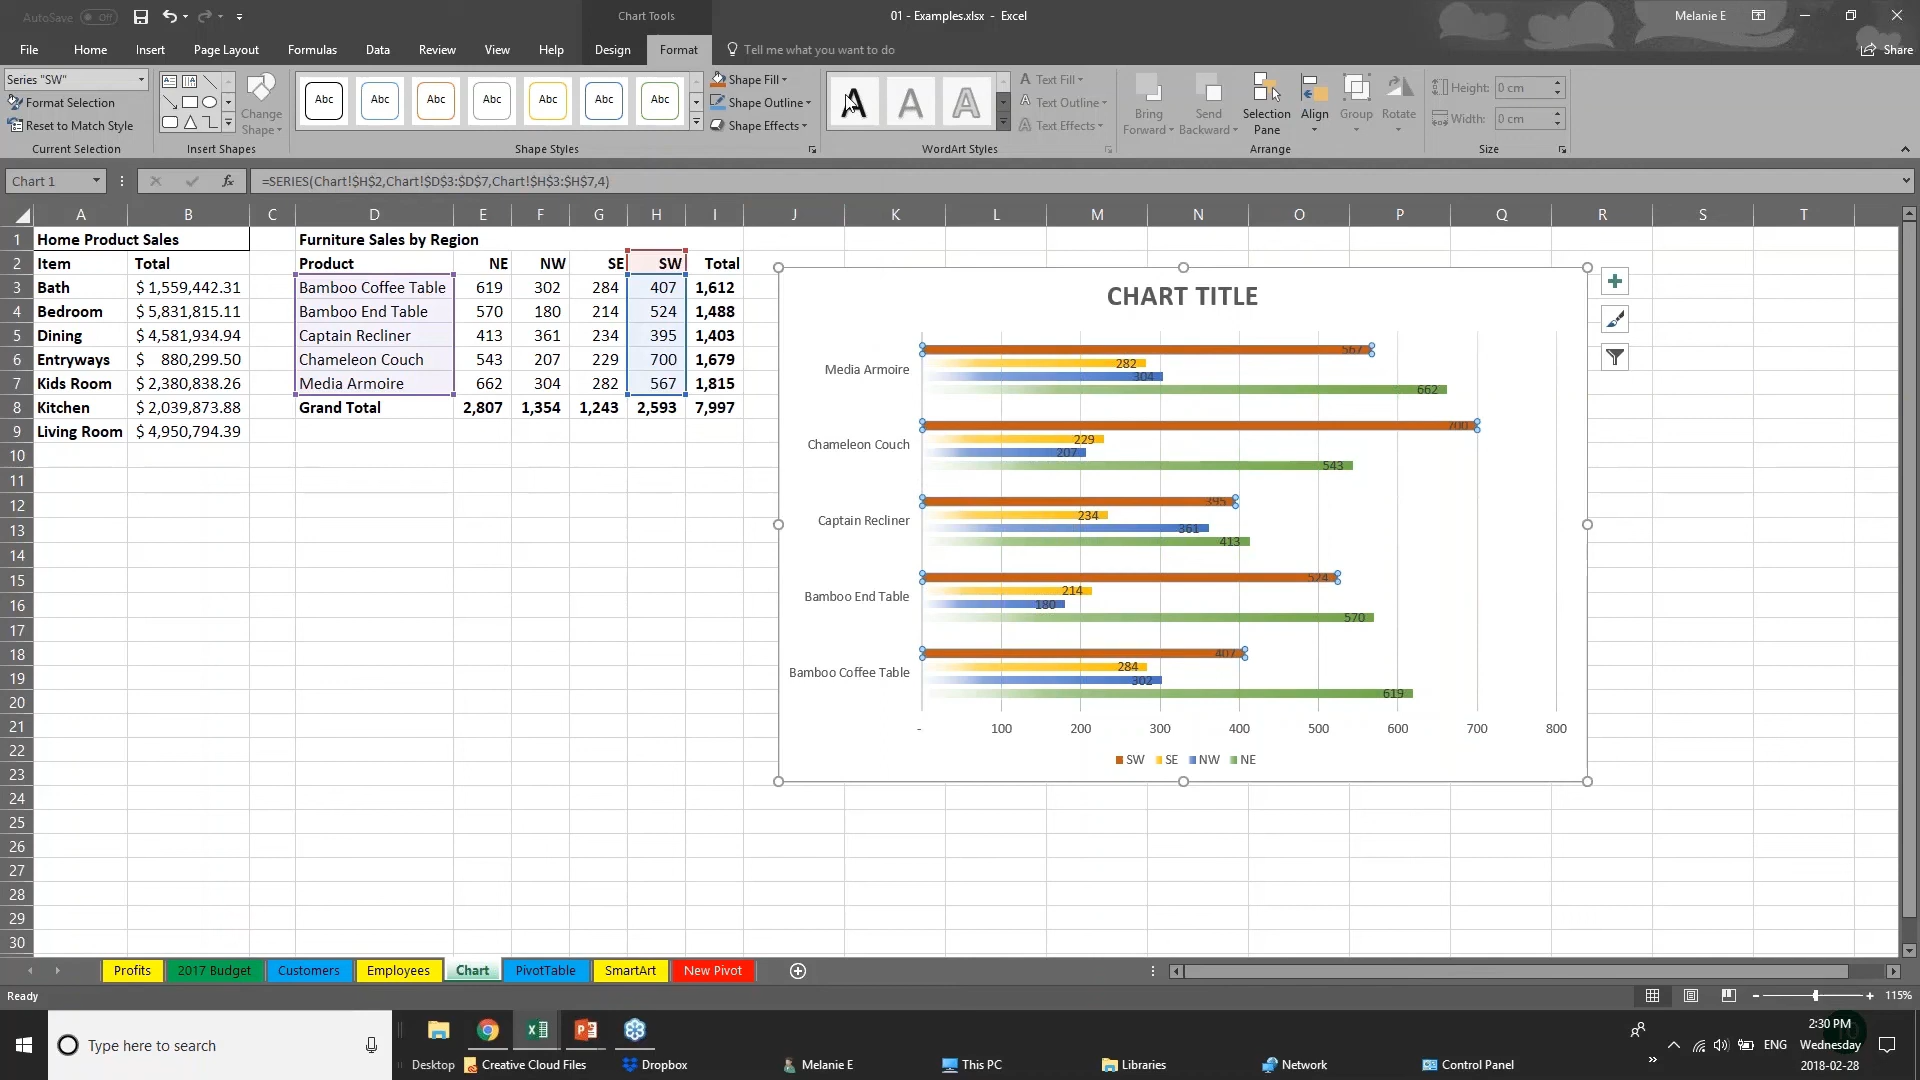 AutoSave Off
Chart Tools
01 - Examples.xlsx - Excel
Melanie E
File Home Insert Page Layout Formulas Data Review View Help Design Format Tell me what you want to do Share
Series "SW"
Format Selection
Reset to Match Style
Current Selection
Change
Shape
Insert Shapes
Abc Abc Abc Abc Abc Abc Abc
Shape Fill
Shape Outline
Shape Effects
Shape Styles
A A A
Text Fill
Text Outline
Text Effects
WordArt Styles
Bring
Forward
Send
Backward
Selection
Pane
Align
Group
Rotate
Arrange
Height: 0 cm
Width: 0 cm
Size
Chart 1 fx =SERIES(Chart!$H$2,Chart!$D$3:$D$7,Chart!$H$3:$H$7,4)
A B C D E F G H I J K L M N O P Q R S T
1 Home Product Sales Furniture Sales by Region
2 Item Total Product NE NW SE SW Total
3 Bath $ 1,559,442.31 Bamboo Coffee Table 619 302 284 407 1,612
4 Bedroom $ 5,831,815.11 Bamboo End Table 570 180 214 524 1,488
5 Dining $ 4,581,934.94 Captain Recliner 413 361 234 395 1,403
6 Entryways $ 880,299.50 Chameleon Couch 543 207 229 700 1,679
7 Kids Room $ 2,380,838.26 Media Armoire 662 304 282 567 1,815
8 Kitchen $ 2,039,873.88 Grand Total 2,807 1,354 1,243 2,593 7,997
9 Living Room $ 4,950,794.39
10
11
12
13
14
15
16
17
18
19
20
21
22
23
24
25
26
27
28
29
30
CHART TITLE
567
Media Armoire 282
304
662
700
Chameleon Couch 229
207
543
395
Captain Recliner 234
361
413
524
Bamboo End Table 214
180
570
407
Bamboo Coffee Table 284
302
619
- 100 200 300 400 500 600 700 800
SW SE NW NE
Profits 2017 Budget Customers Employees Chart PivotTable SmartArt New Pivot
Ready 115%
Type here to search
Desktop Creative Cloud Files Dropbox Melanie E This PC Libraries Network Control Panel
ENG
2:30 PM
Wednesday
2018-02-28